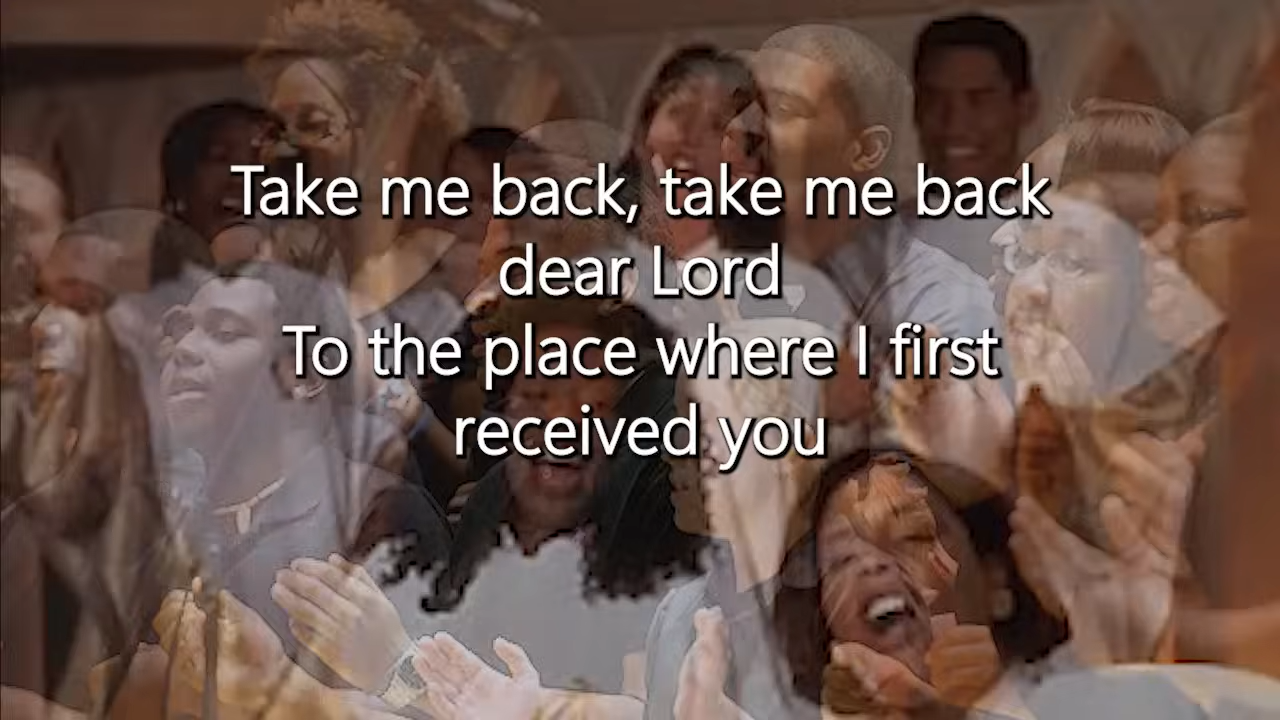 Take me back, take me back
dear Lord
To the place where I first
received you